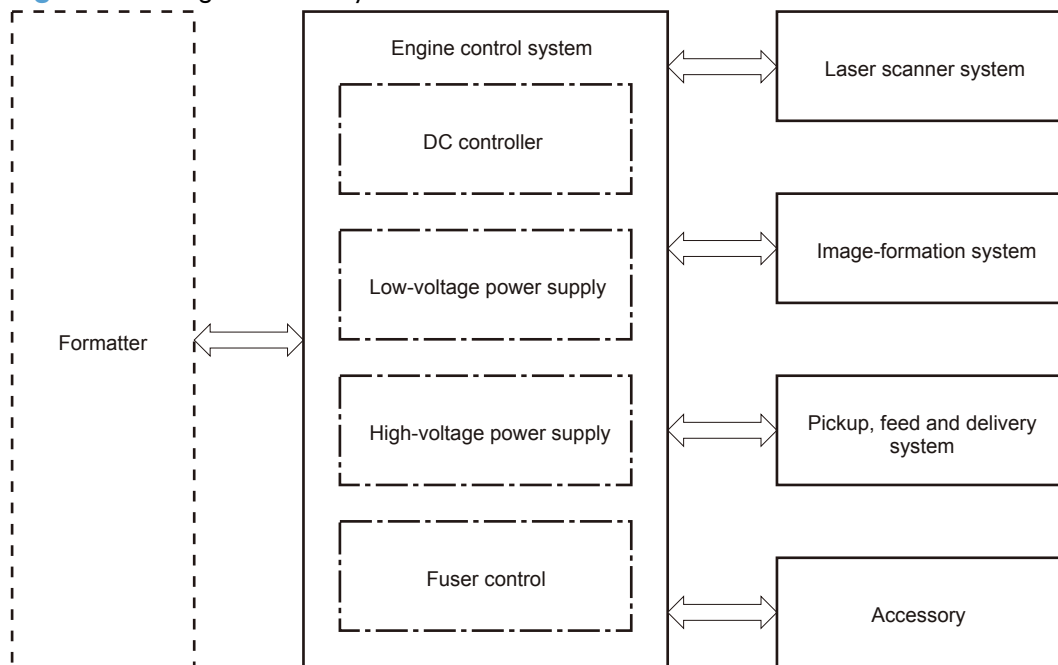 Engine control system
Laser scanner system
DC controller
Image-formation system
Low-voltage power supply
Formatter
Pickup, feed and delivery
system
High-voltage power supply
Fuser control
Accessory